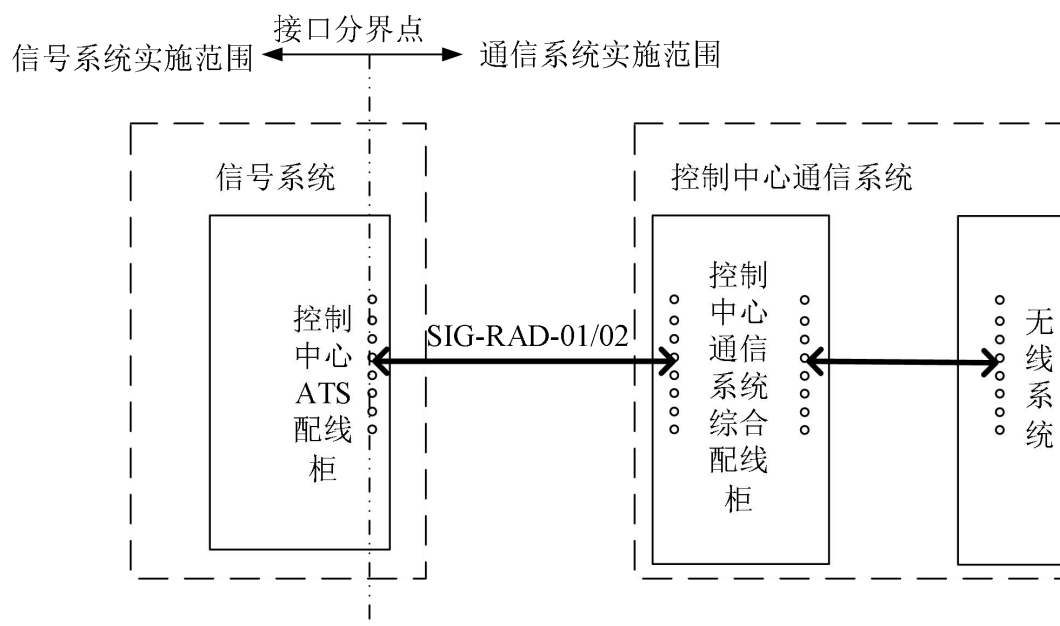 接口分界点
信号系统实施范围
通信系统实施范围
信号系统
控制中心通信系统
控制
中心
ATS
配线
柜
SIG-RAD-01/02
控制
中心
通信
系统
综合
配线
柜
无
线
系
统